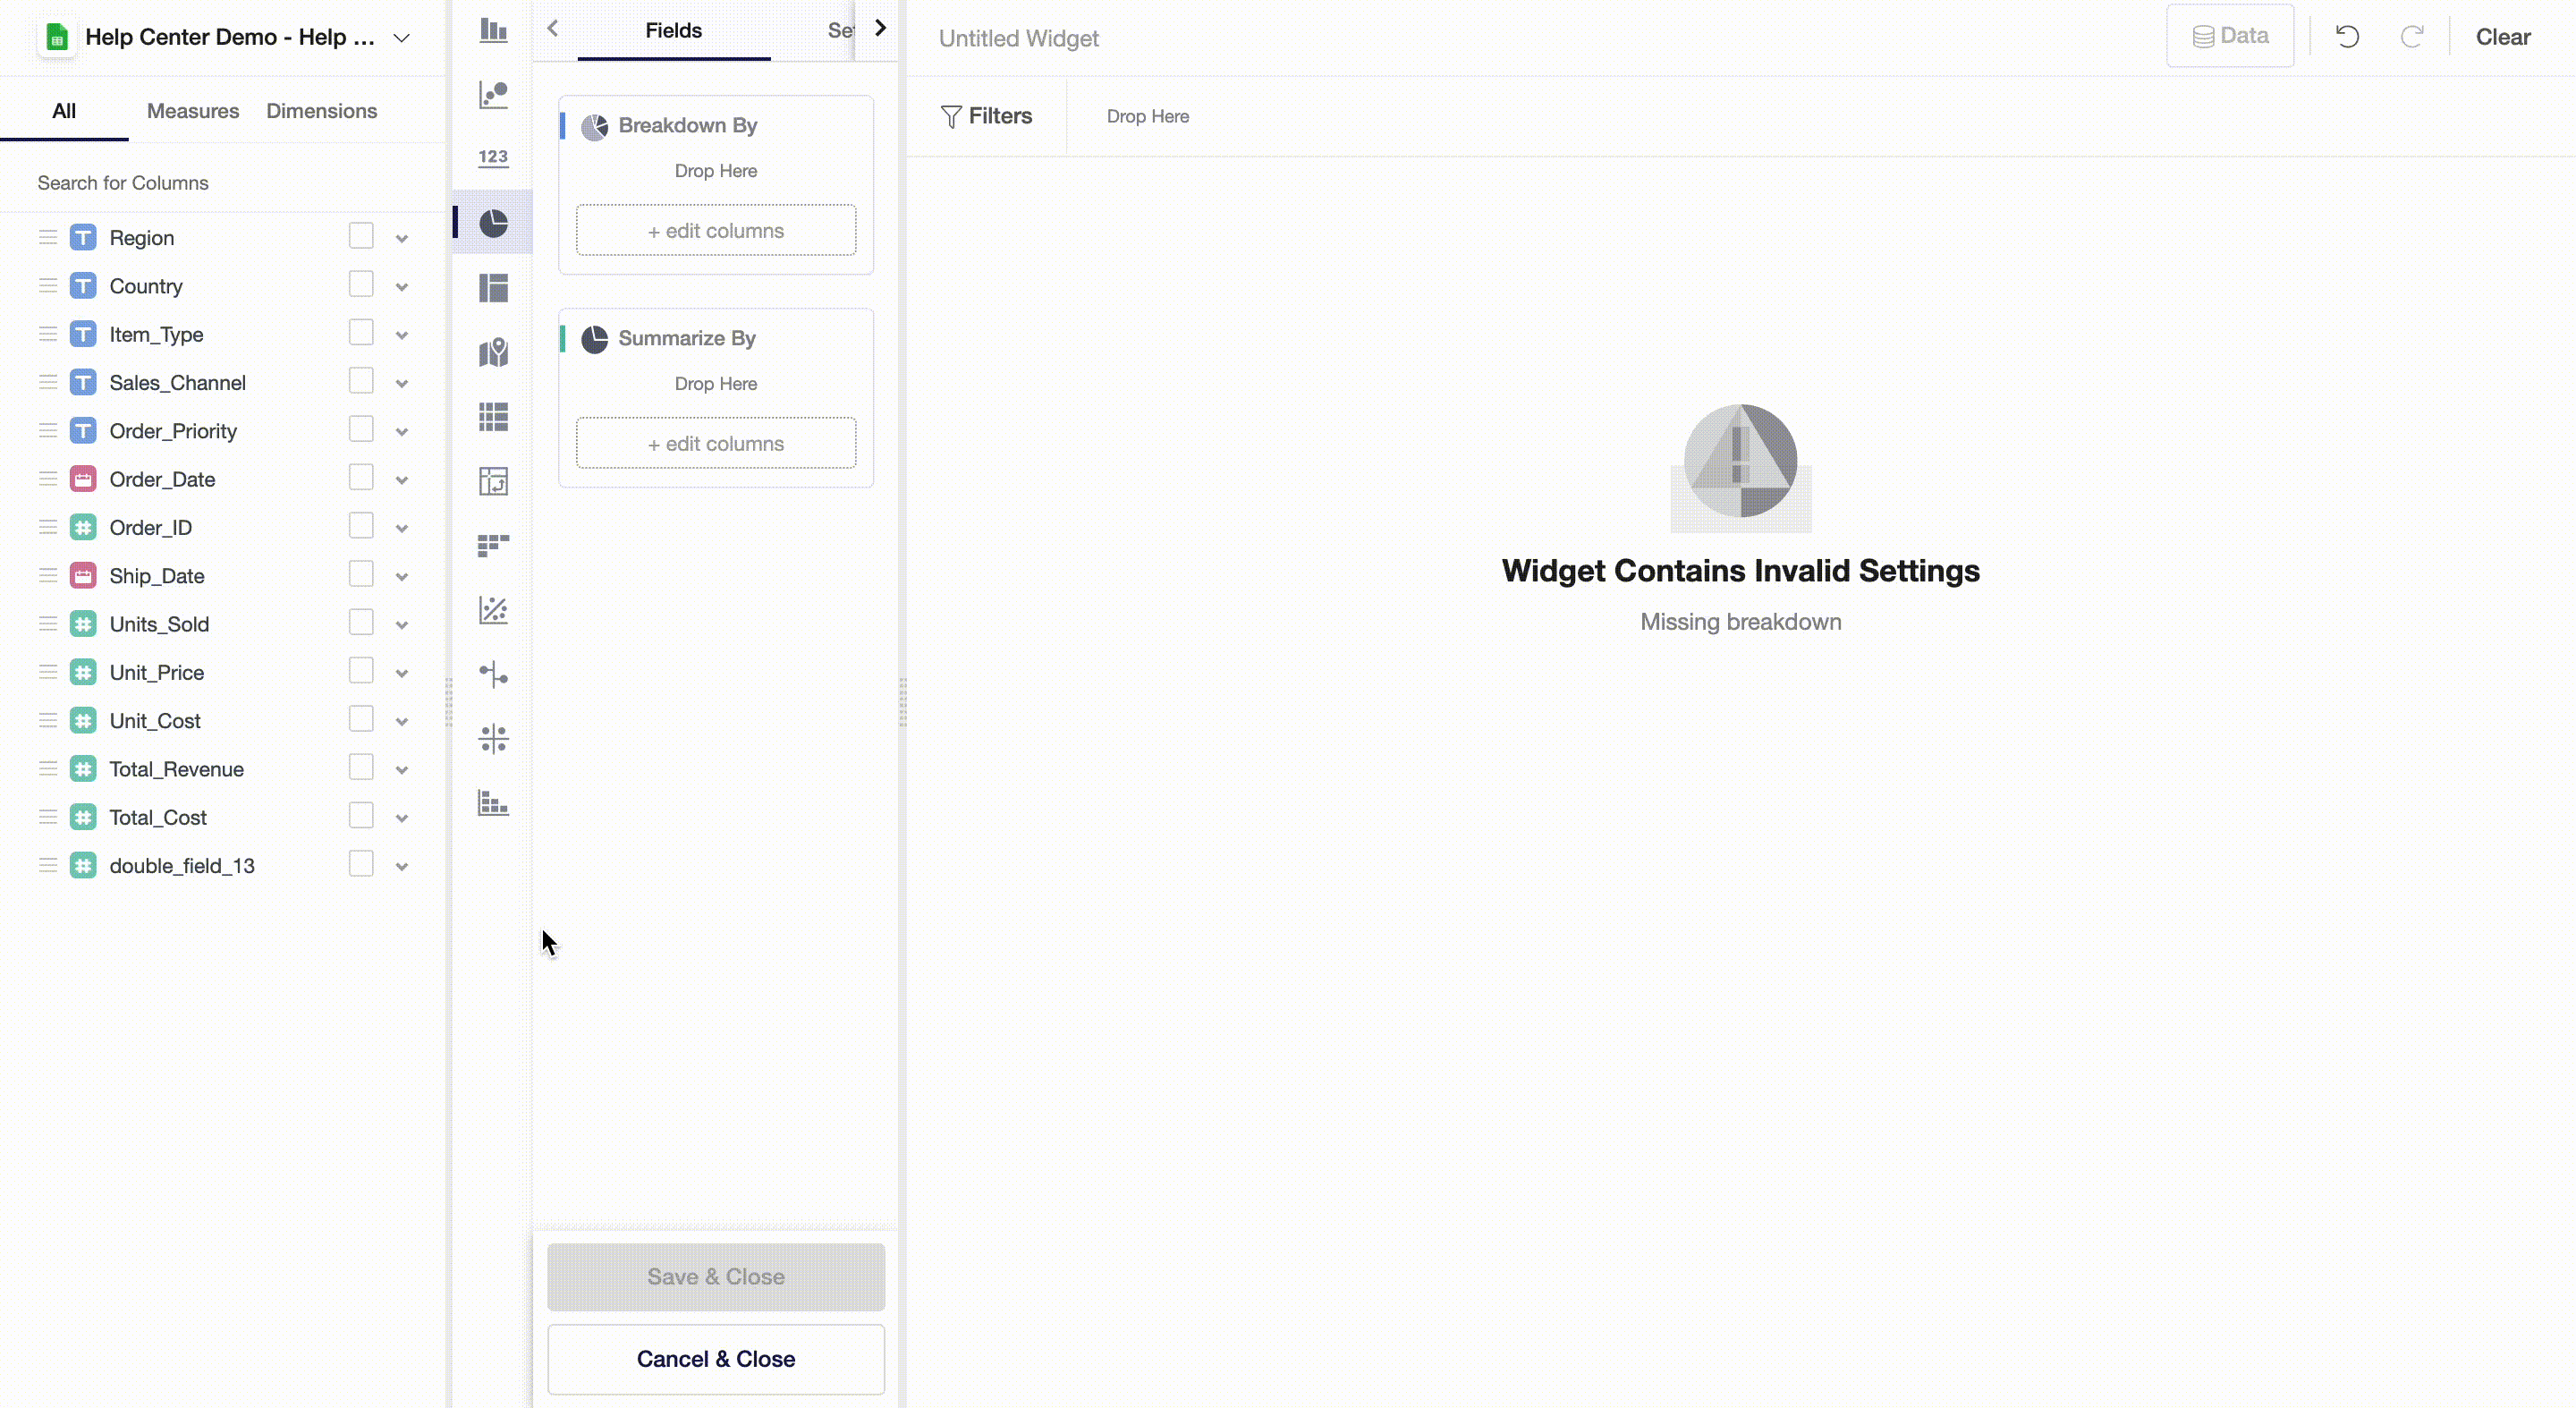 Help Center Demo - Help ...
All
Measures
Dimensions
Search for Columns
T Region
T Country
T Item_Type
T Sales_Channel
T Order_Priority
Order_Date
# Order_ID
Ship_Date
# Units_Sold
# Unit_Price
# Unit_Cost
# Total_Revenue
# Total_Cost
# double_field_13
123
Fields
Set
Breakdown By
Drop Here
+ edit columns
Summarize By
Drop Here
+ edit columns
Save & Close
Cancel & Close
Untitled Widget
Data
Clear
Filters
Drop Here
Widget Contains Invalid Settings
Missing breakdown